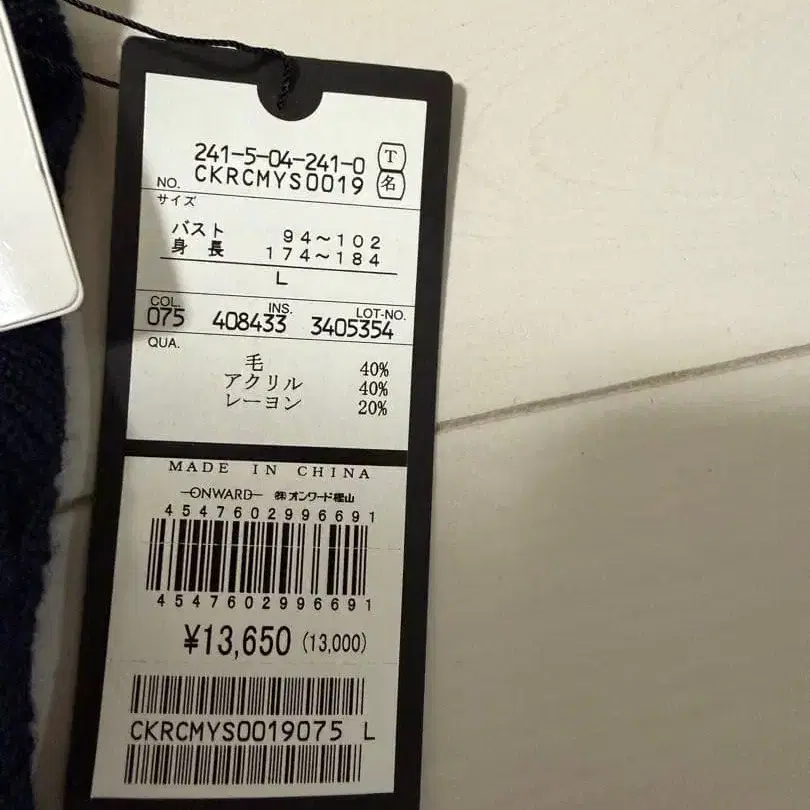 241-5-04-241-0 T
NO. CKRCMYS0019 名
サイズ
バスト 94～102
身長 174～184
L
COL. INS. LOT-NO.
075 408433 3405354
QUA.
毛 40%
アクリル 40%
レーヨン 20%
MADE IN CHINA
ONWARD ㈱オンワード樫山
4547602996691
4547602996691
¥13,650 (13,000)
CKRCMYS0019075 L